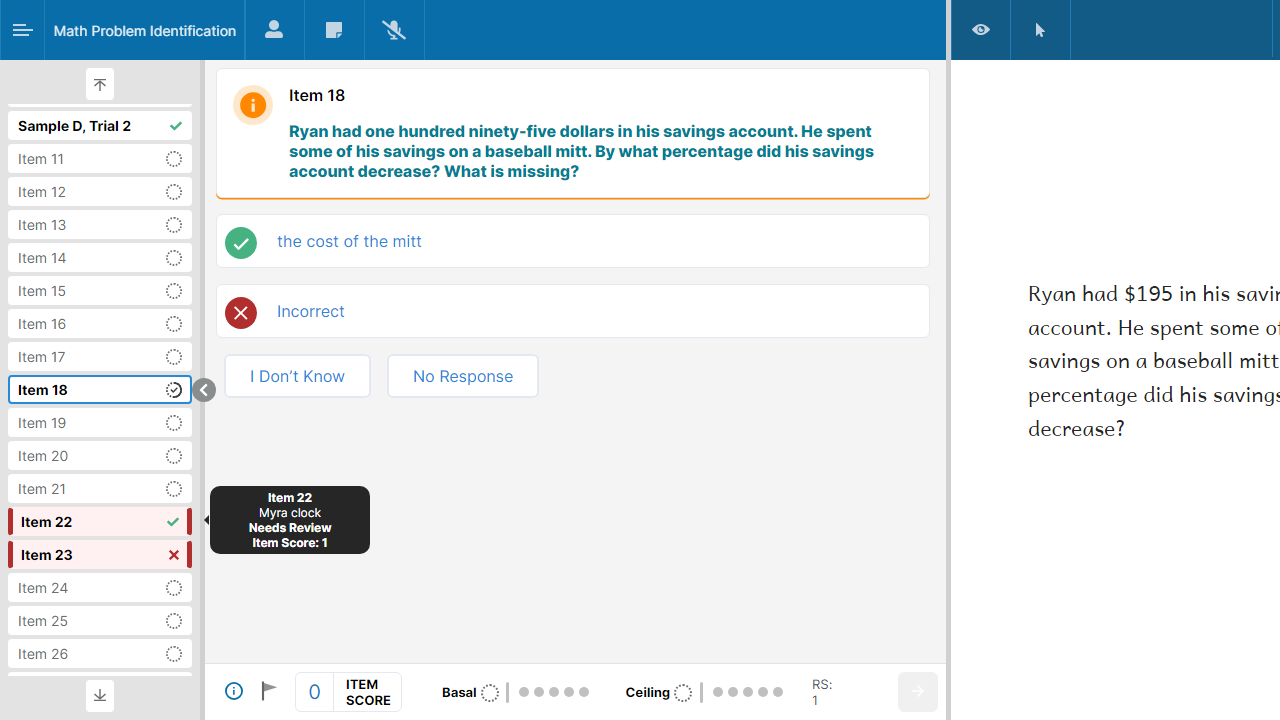 Math Problem Identification
Sample D, Trial 2
Item 11
Item 12
Item 13
Item 14
Item 15
Item 16
Item 17
Item 18
Item 19
Item 20
Item 21
Item 22
Item 23
Item 24
Item 25
Item 26
Item 18
Ryan had one hundred ninety-five dollars in his savings account. He spent
some of his savings on a baseball mitt. By what percentage did his savings
account decrease? What is missing?
the cost of the mitt
Incorrect
I Don’t Know
No Response
Item 22
Myra clock
Needs Review
Item Score: 1
0
ITEM
SCORE
Basal
Ceiling
RS:
1
Ryan had $195 in his
account. He spent some
savings on a baseball mitt
percentage did his savings
decrease?